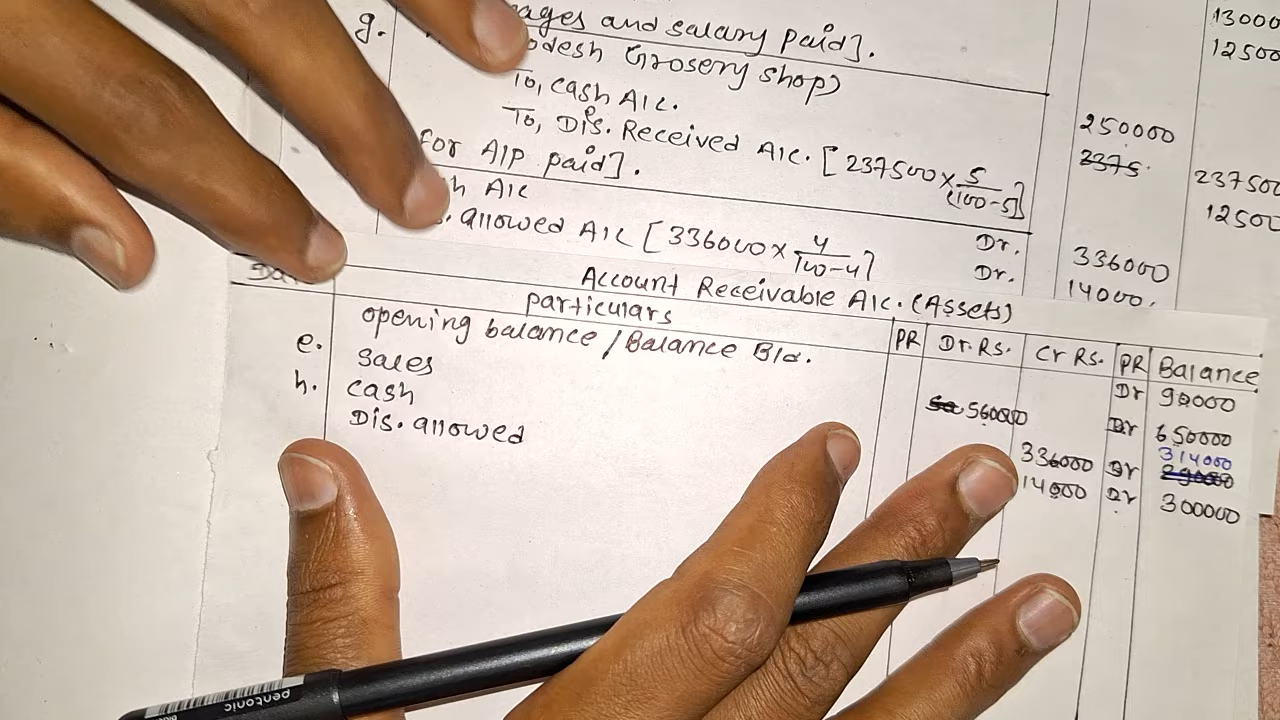 13000
g. ages and salary paid].
12500
desh Grosery shop)
To, cash A/c.
250000
To, Dis. Received A/c. [237500 × 5/(100-5)]
2375
237500
for A/P paid].
12500
h A/c Dr. 336000
. allowed A/c [336000 × 4/100-4] Dr. 14000.
Account Receivable A/c. (Assets)
particulars PR Dr. Rs. Cr Rs. PR Balance
opening balance / Balance B/d. Dr 90000
e. Sales 560000 Dr 650000
h. cash 336000 Dr 314000
Dis. allowed 14000 Dr 300000
pentonic